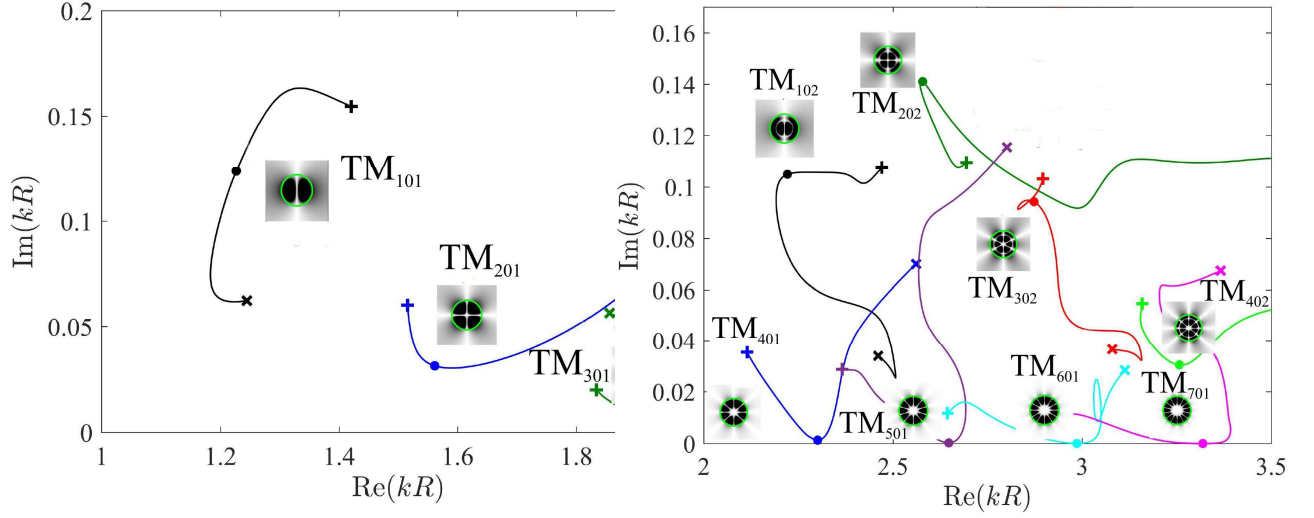 0.2
0.15
0.1
0.05
0
Im(kR)
TM101
TM201
TM301
1
1.2
1.4
1.6
1.8
Re(kR)
0.16
0.14
0.12
0.1
0.08
0.06
0.04
0.02
0
Im(kR)
TM102
TM202
TM302
TM402
TM401
TM501
TM601
TM701
2
2.5
3
3.5
Re(kR)